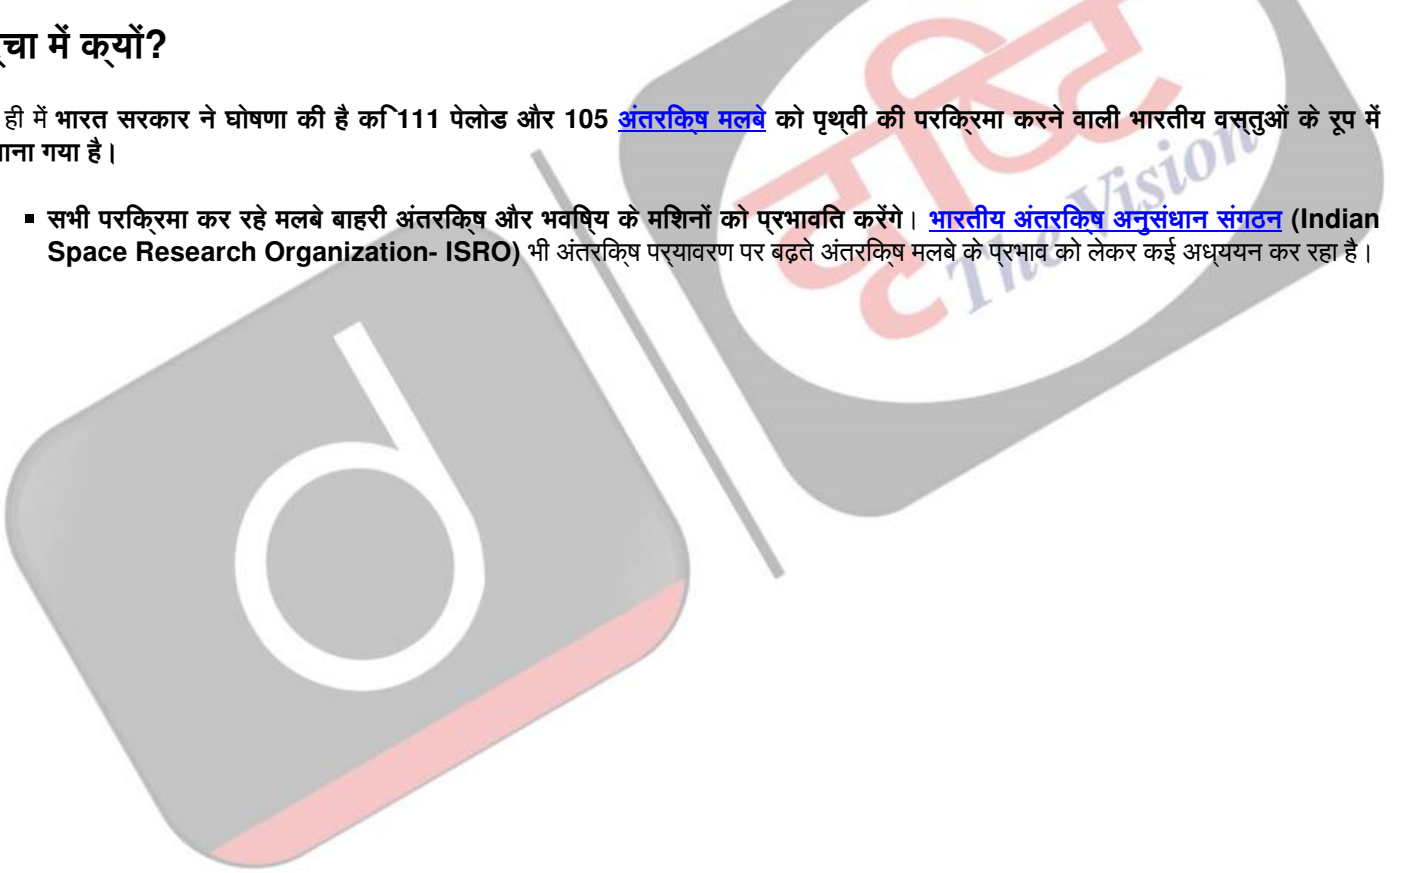 में क्यों?
ही में भारत सरकार ने घोषणा की है कि 111 पेलोड और 105 अंतरिक्ष मलबे को पृथ्वी की परिक्रमा करने वाली भारतीय वस्तुओं के रूप में
गया है।
▪ सभी परिक्रमा कर रहे मलबे बाहरी अंतरिक्ष और भविष्य के मिशनों को प्रभावित करेंगे। भारतीय अंतरिक्ष अनुसंधान संगठन (Indian
Space Research Organization- ISRO) भी अंतरिक्ष पर्यावरण पर बढ़ते अंतरिक्ष मलबे के प्रभाव को लेकर कई अध्ययन कर रहा है।
दृष्टि
The Vision
d